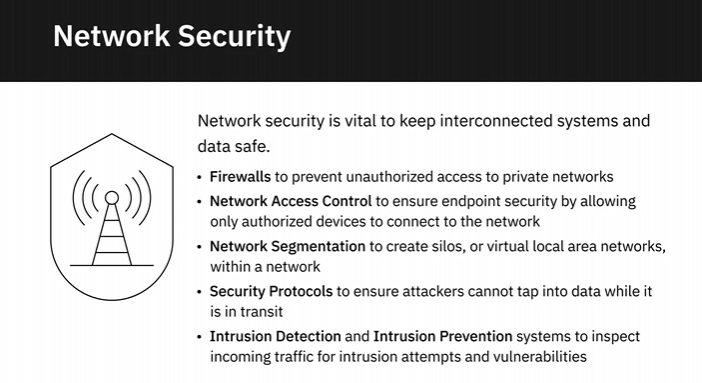 Network Security
Network security is vital to keep interconnected systems and
data safe.
• Firewalls to prevent unauthorized access to private networks
• Network Access Control to ensure endpoint security by allowing
only authorized devices to connect to the network
• Network Segmentation to create silos, or virtual local area networks,
within a network
• Security Protocols to ensure attackers cannot tap into data while it
is in transit
• Intrusion Detection and Intrusion Prevention systems to inspect
incoming traffic for intrusion attempts and vulnerabilities